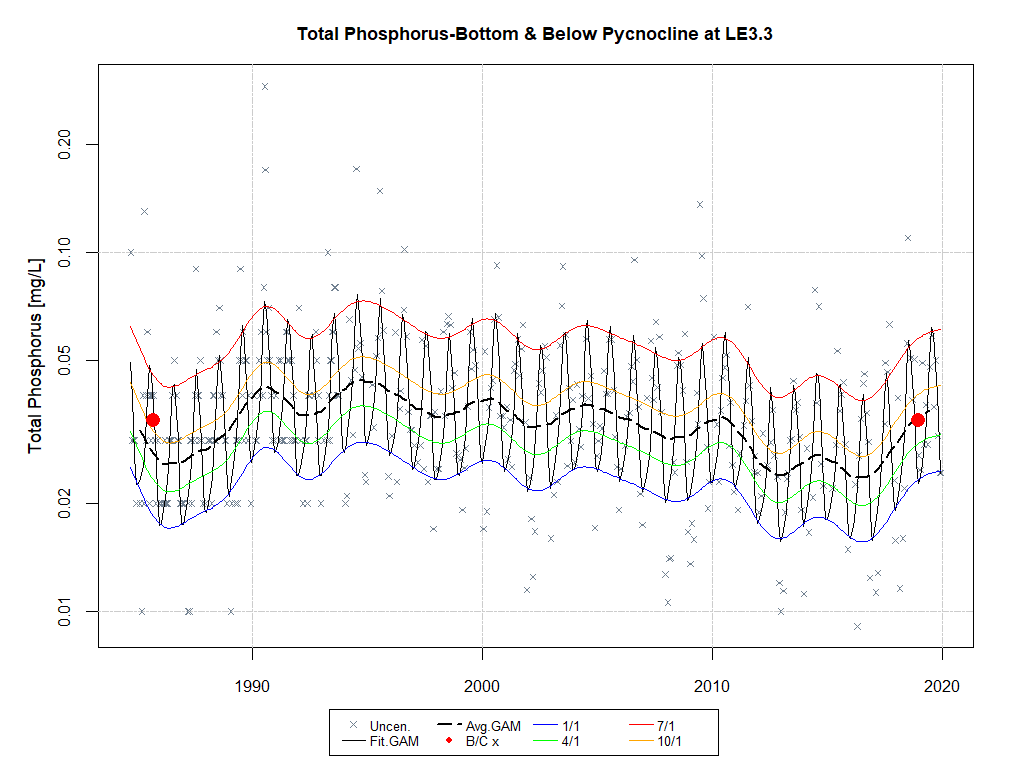 Total Phosphorus-Bottom & Below Pycnocline at LE3.3
Total Phosphorus [mg/L]
0.20
0.10
0.05
0.02
0.01
1990 2000 2010 2020
Uncen. Avg.GAM 1/1 7/1
Fit.GAM B/C x 4/1 10/1